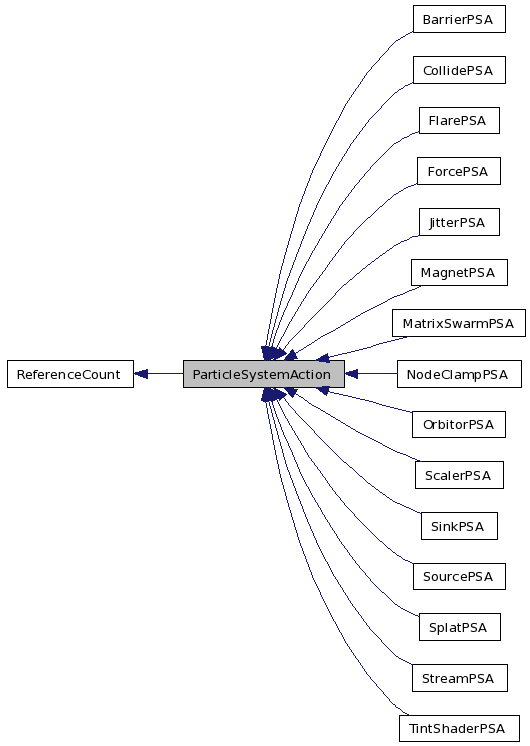 BarrierPSA
CollidePSA
FlarePSA
ForcePSA
JitterPSA
MagnetPSA
MatrixSwarmPSA
ReferenceCount
ParticleSystemAction
NodeClampPSA
OrbitorPSA
ScalerPSA
SinkPSA
SourcePSA
SplatPSA
StreamPSA
TintShaderPSA